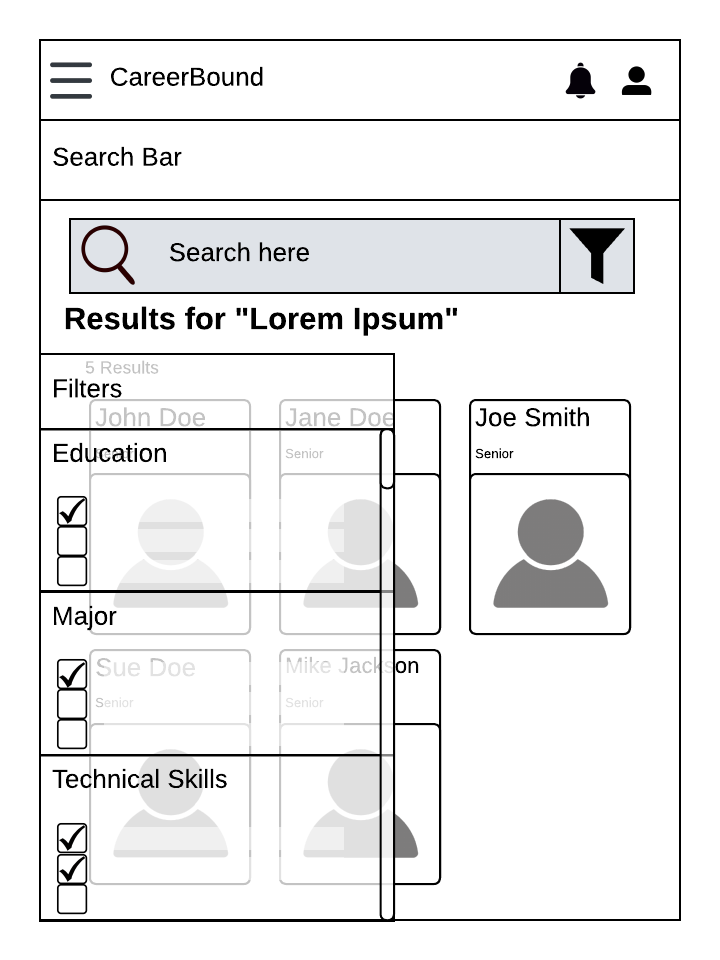 CareerBound
Search Bar
Search here
Results for "Lorem Ipsum"
5 Results
Filters
John Doe
Senior
Jane Doe
Senior
Joe Smith
Senior
Education
Major
Sue Doe
Senior
Mike Jackson
Senior
Technical Skills